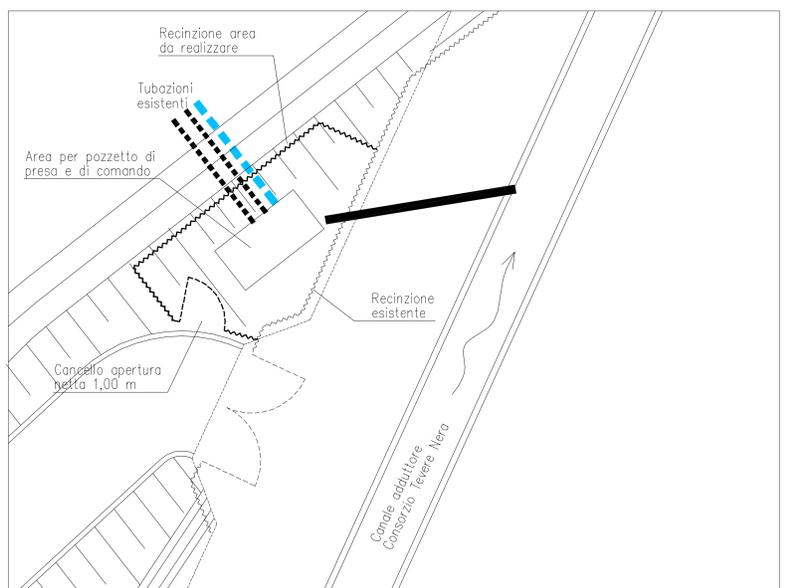 Recinzione area
da realizzare
Tubazioni
esistenti
Area per pozzetto di
presa e di comando
Recinzione
esistente
Cancello apertura
netta 1,00 m
Canale adduttore
Consorzio Tevere Nera